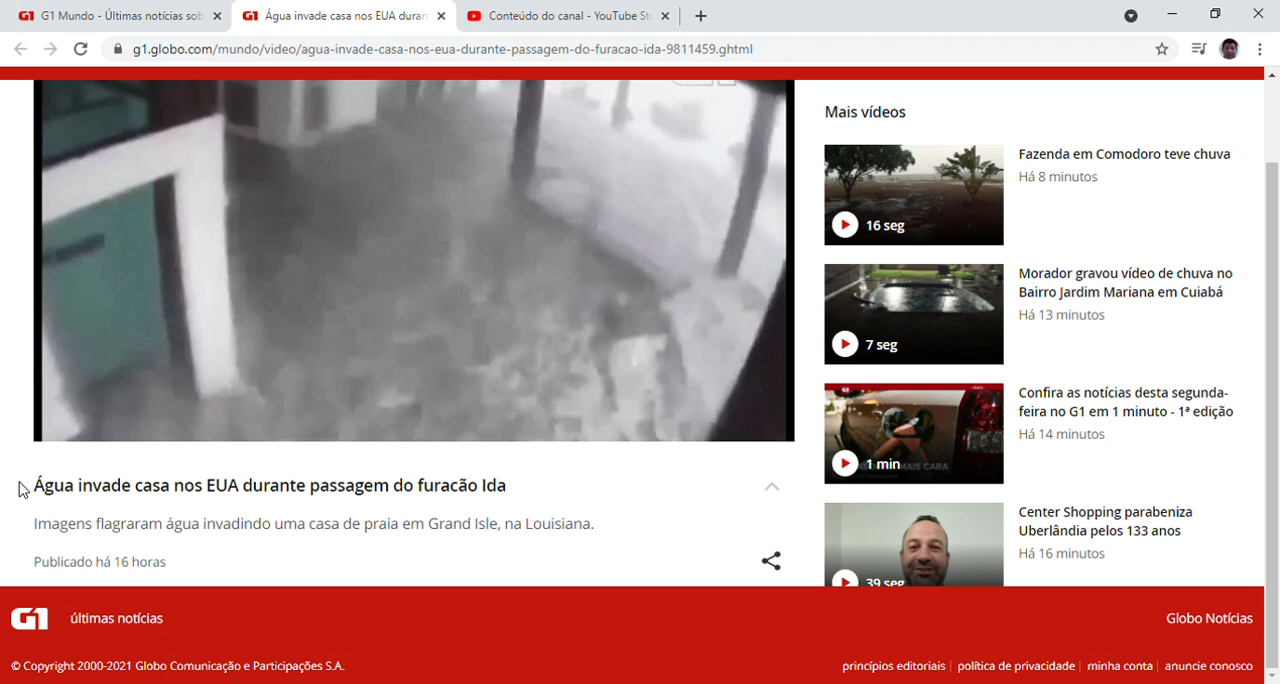 G1 Mundo - Últimas notícias sob
Água invade casa nos EUA duran
Conteúdo do canal - YouTube St
g1.globo.com/mundo/video/agua-invade-casa-nos-eua-durante-passagem-do-furacao-ida-9811459.ghtml
Água invade casa nos EUA durante passagem do furacão Ida
Imagens flagraram água invadindo uma casa de praia em Grand Isle, na Louisiana.
Publicado há 16 horas
Mais vídeos
16 seg
Fazenda em Comodoro teve chuva
Há 8 minutos
7 seg
Morador gravou vídeo de chuva no
Bairro Jardim Mariana em Cuiabá
Há 13 minutos
1 min
MAIS CARA
Confira as notícias desta segunda-
feira no G1 em 1 minuto - 1ª edição
Há 14 minutos
39 seg
Center Shopping parabeniza
Uberlândia pelos 133 anos
Há 16 minutos
G1
últimas notícias
Globo Notícias
© Copyright 2000-2021 Globo Comunicação e Participações S.A.
princípios editoriais
política de privacidade
minha conta
anuncie conosco